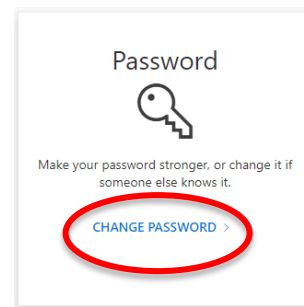 Password
Make your password stronger, or change it if
someone else knows it.
CHANGE PASSWORD >